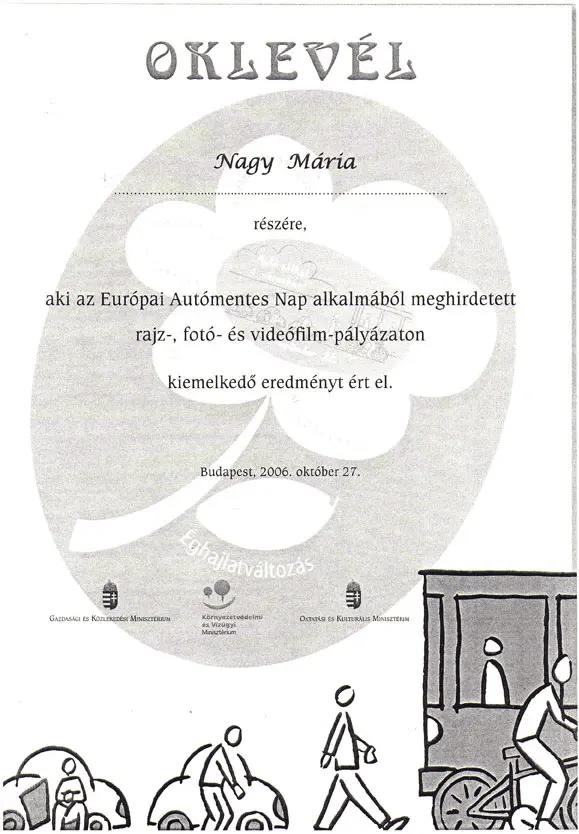 OKLEVÉL
Nagy Mária
részére,
aki az Európai Autómentes Nap alkalmából meghirdetett
rajz-, fotó- és videófilm-pályázaton
kiemelkedő eredményt ért el.
Budapest, 2006. október 27.
Éghajlatváltozás
Gazdasági és Közlekedési Minisztérium
Környezetvédelmi
és Vízügyi
Minisztérium
Oktatási és Kulturális Minisztérium